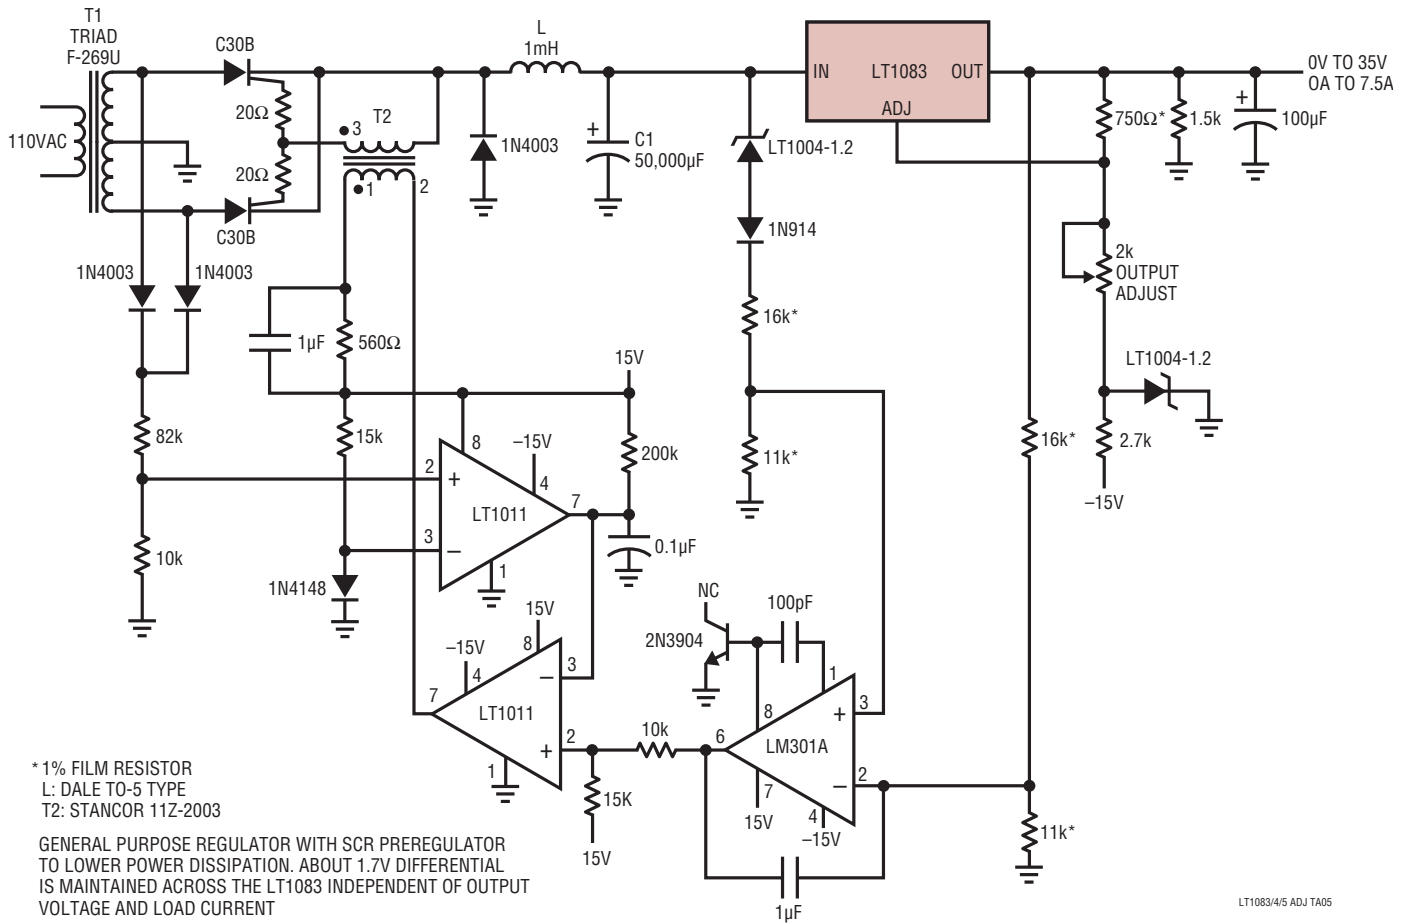 T1
TRIAD
F-269U
110VAC
C30B
20Ω
20Ω
C30B
T2
3
1
2
L
1mH
1N4003
+
C1
50,000µF
LT1004-1.2
1N914
16k*
11k*
IN
LT1083
OUT
ADJ
0V TO 35V
OA TO 7.5A
750Ω*
1.5k
+
100µF
2k
OUTPUT
ADJUST
LT1004-1.2
2.7k
–15V
16k*
11k*
1N4003
1N4003
82k
10k
1µF
560Ω
15k
1N4148
15V
200k
0.1µF
2
+
3
–
8
–15V
4
7
LT1011
1
15V
8
–15V
4
7
LT1011
–
3
+
2
1
15K
15V
10k
NC
2N3904
100pF
1
8
6
LM301A
+
3
–
2
7
15V
4
–15V
1µF
* 1% FILM RESISTOR
L: DALE TO-5 TYPE
T2: STANCOR 11Z-2003
GENERAL PURPOSE REGULATOR WITH SCR PREREGULATOR
TO LOWER POWER DISSIPATION. ABOUT 1.7V DIFFERENTIAL
IS MAINTAINED ACROSS THE LT1083 INDEPENDENT OF OUTPUT
VOLTAGE AND LOAD CURRENT
LT1083/4/5 ADJ TA05